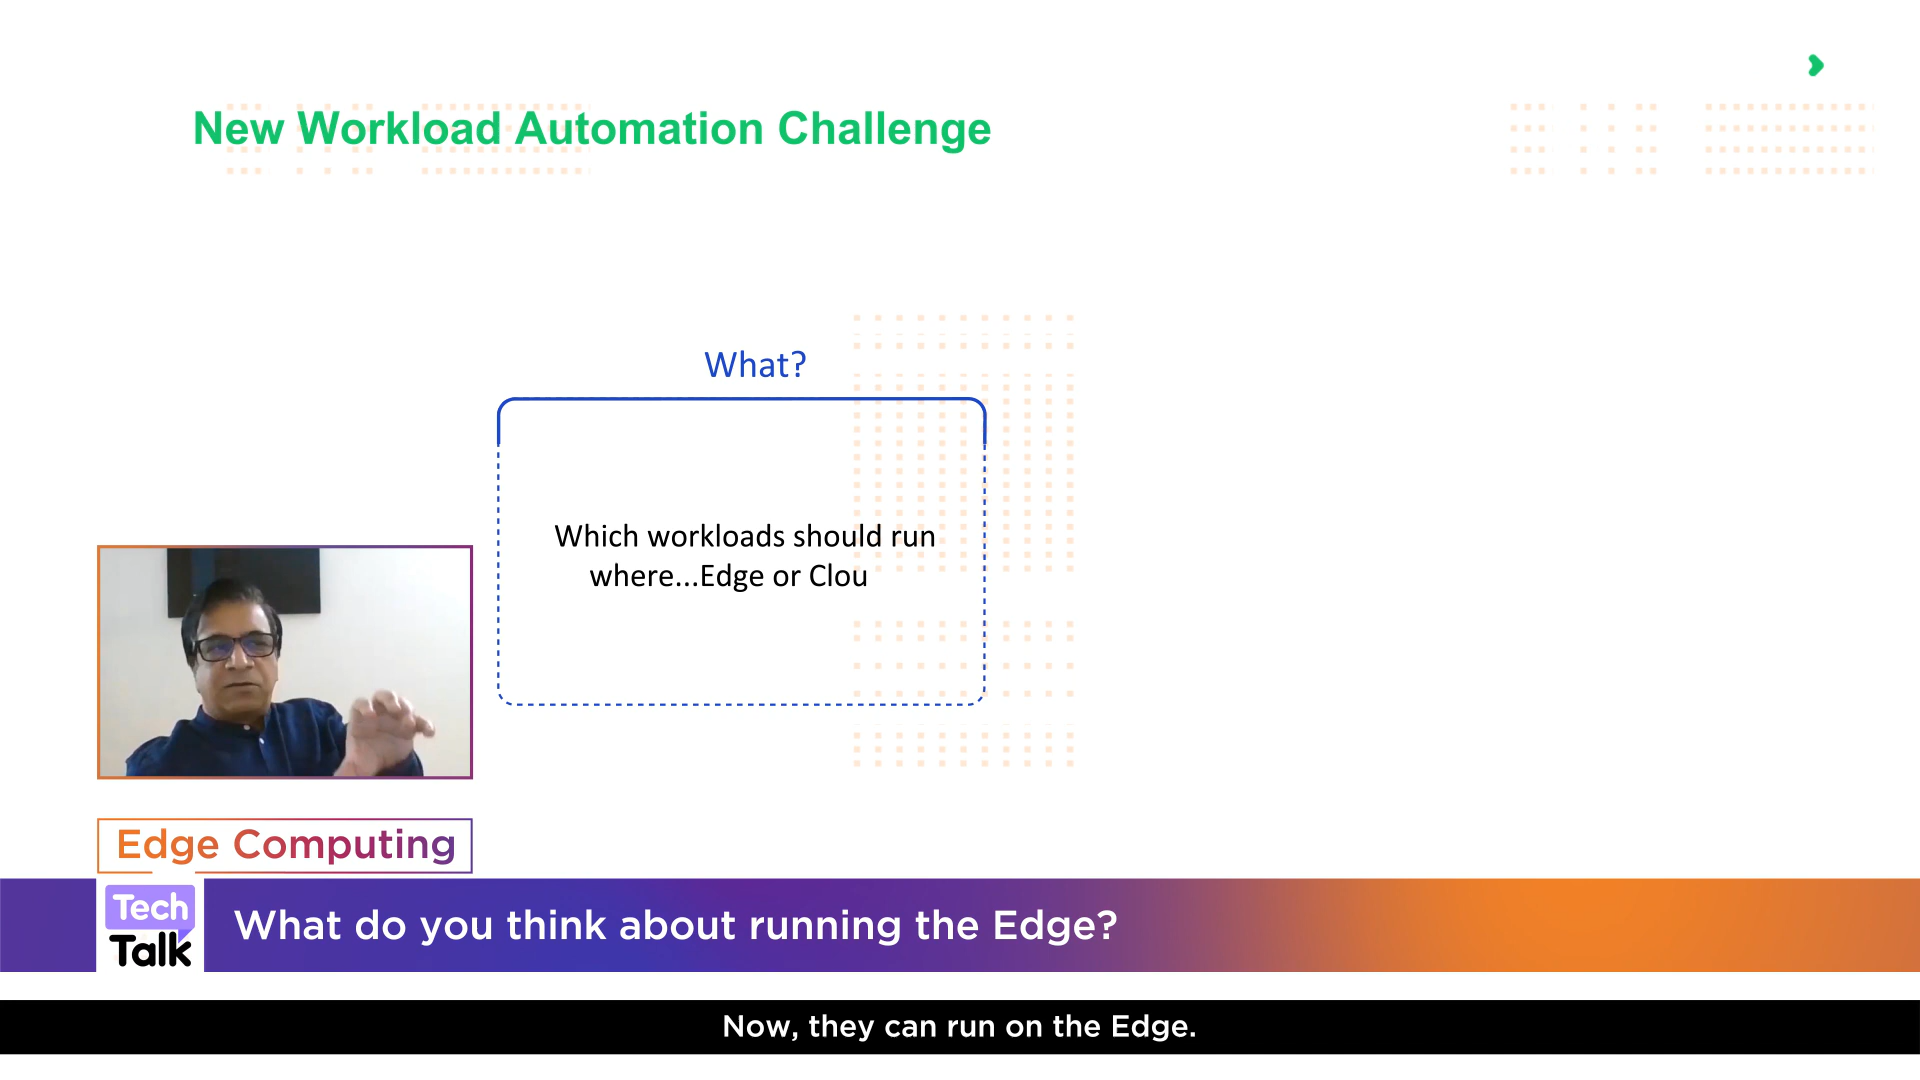 New Workload Automation Challenge
What?
Which workloads should run
where...Edge or Clou
Edge Computing
Tech
Talk
What do you think about running the Edge?
Now, they can run on the Edge.